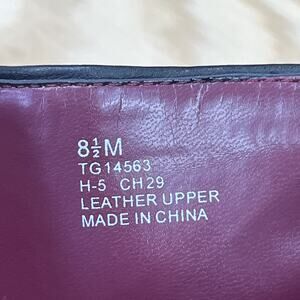 8½M
TG14563
H-5 CH29
LEATHER UPPER
MADE IN CHINA